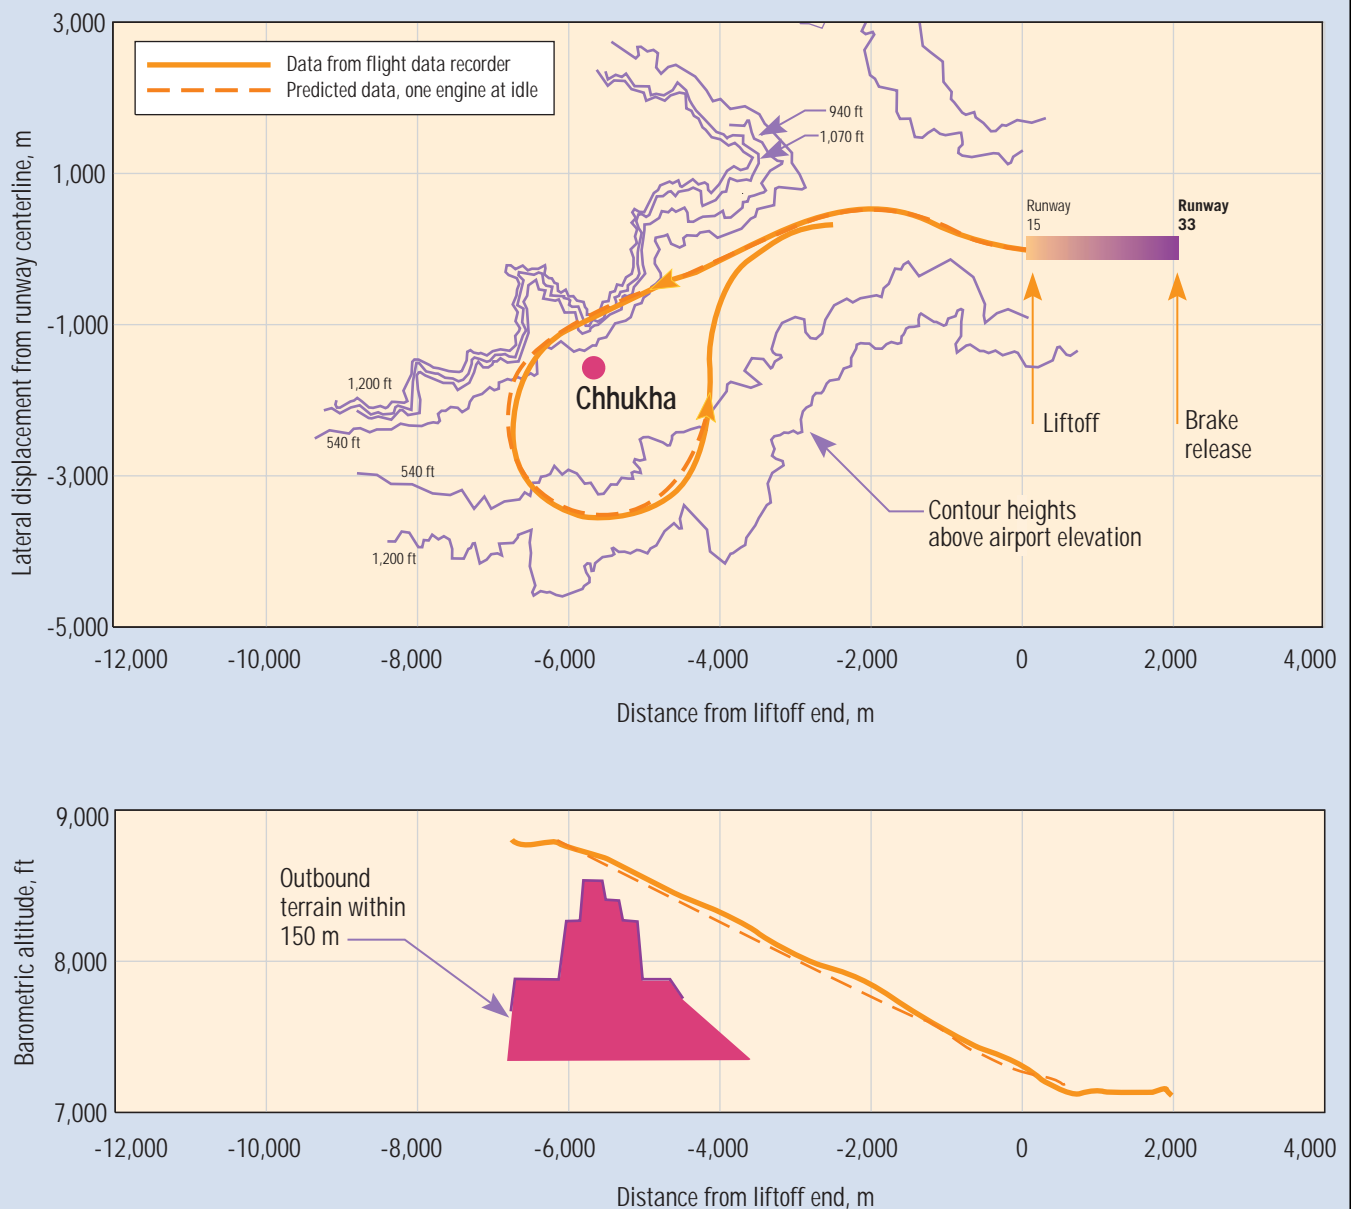 3,000
1,000
-1,000
-3,000
-5,000
Lateral displacement from runway centerline, m
Data from flight data recorder
Predicted data, one engine at idle
940 ft
1,070 ft
Runway
15
Runway
33
1,200 ft
540 ft
540 ft
1,200 ft
Chhukha
Liftoff
Brake
release
Contour heights
above airport elevation
-12,000
-10,000
-8,000
-6,000
-4,000
-2,000
0
2,000
4,000
Distance from liftoff end, m
9,000
8,000
7,000
Barometric altitude, ft
Outbound
terrain within
150 m
-12,000
-10,000
-8,000
-6,000
-4,000
-2,000
0
2,000
4,000
Distance from liftoff end, m